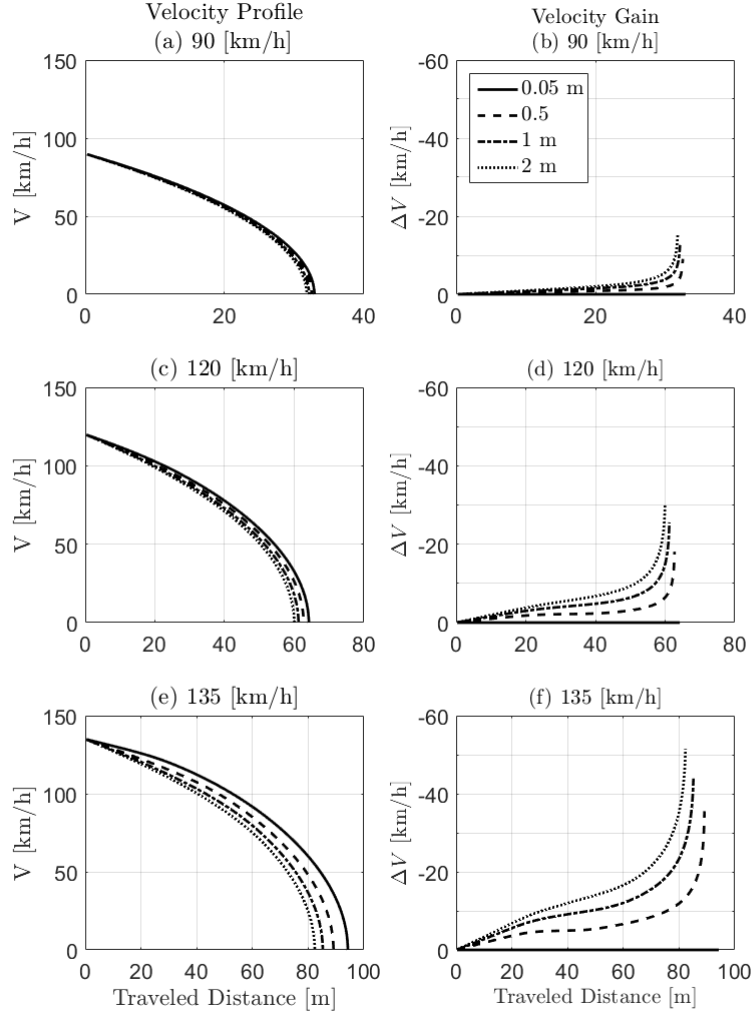 Velocity Profile
Velocity Gain
(a) 90 [km/h]
(b) 90 [km/h]
150
100
50
0
V [km/h]
0 20 40
-60
-40
-20
0
ΔV [km/h]
0.05 m
0.5
1 m
2 m
0 20 40
(c) 120 [km/h]
(d) 120 [km/h]
150
100
50
0
V [km/h]
0 20 40 60 80
-60
-40
-20
0
ΔV [km/h]
0 20 40 60 80
(e) 135 [km/h]
(f) 135 [km/h]
150
100
50
0
V [km/h]
0 20 40 60 80 100
Traveled Distance [m]
-60
-40
-20
0
ΔV [km/h]
0 20 40 60 80 100
Traveled Distance [m]